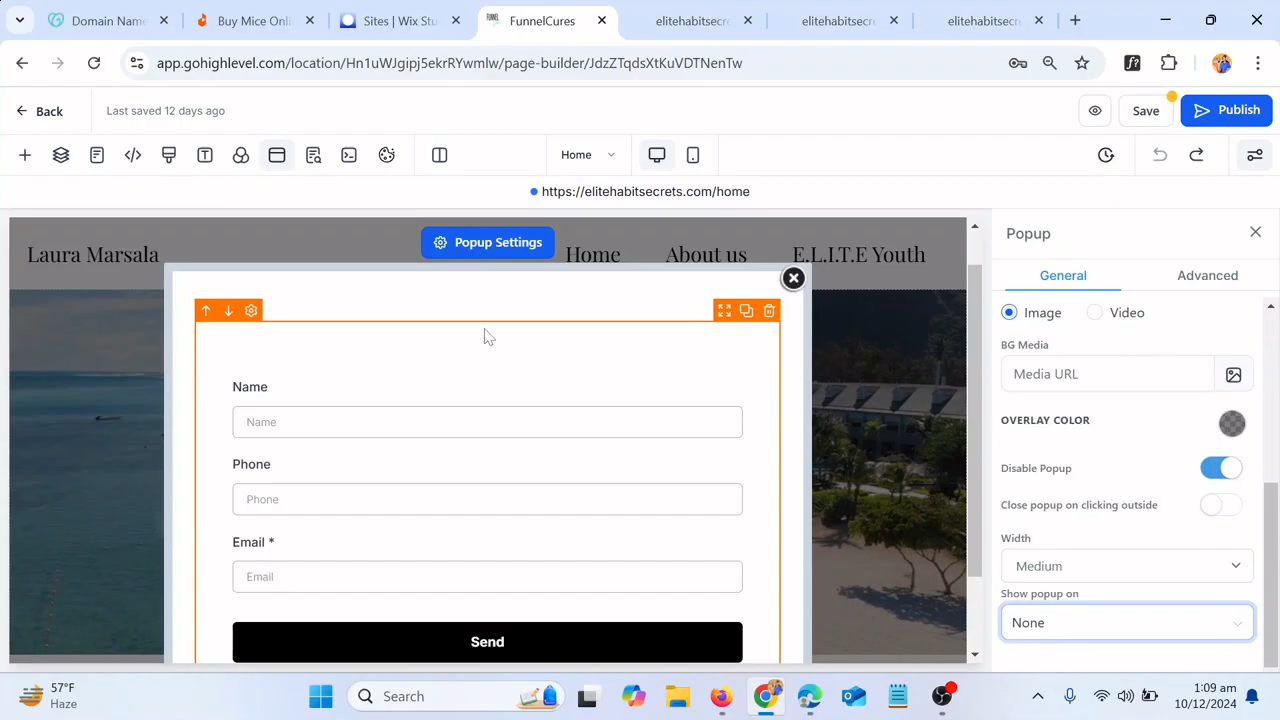 Domain Name
Buy Mice Onli
Sites | Wix Stu
FunnelCures
elitehabitsecr
elitehabitsecr
elitehabitsecr
app.gohighlevel.com/location/Hn1uWJgipj5ekrRYvmlw/page-builder/JdzZTqdsXtKuVDTNenTw
Back
Last saved 12 days ago
Save
Publish
Home
https://elitehabitsecrets.com/home
Laura Marsala
Popup Settings
Home
About us
E.L.I.T.E Youth
Name
Name
Phone
Phone
Email *
Email
Send
Popup
General
Advanced
Image
Video
BG Media
Media URL
OVERLAY COLOR
Disable Popup
Close popup on clicking outside
Width
Medium
Show popup on
None
57°F
Haze
Search
1:09 am
10/12/2024